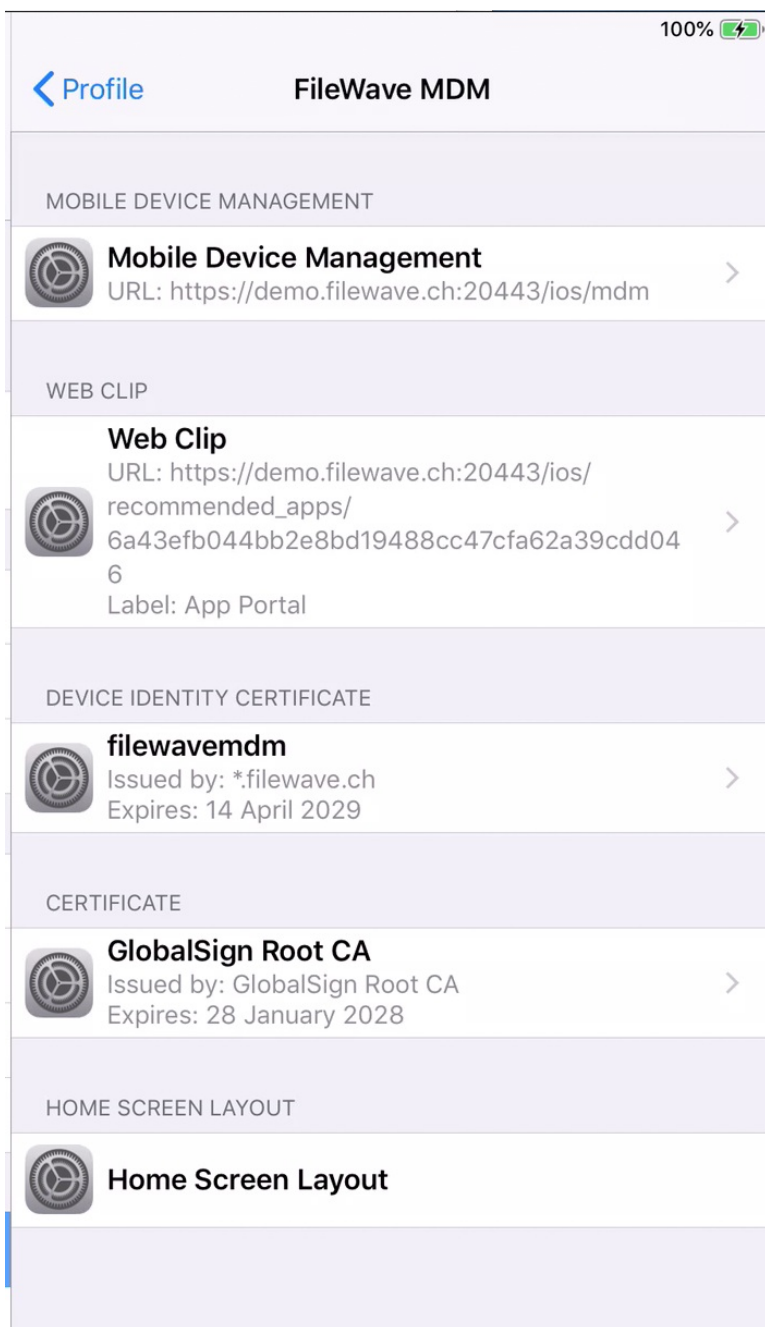 100%
Profile
FileWave MDM
MOBILE DEVICE MANAGEMENT
Mobile Device Management
URL: https://demo.filewave.ch:20443/ios/mdm
WEB CLIP
Web Clip
URL: https://demo.filewave.ch:20443/ios/
recommended_apps/
6a43efb044bb2e8bd19488cc47cfa62a39cdd04
6
Label: App Portal
DEVICE IDENTITY CERTIFICATE
filewavemdm
Issued by: *.filewave.ch
Expires: 14 April 2029
CERTIFICATE
GlobalSign Root CA
Issued by: GlobalSign Root CA
Expires: 28 January 2028
HOME SCREEN LAYOUT
Home Screen Layout